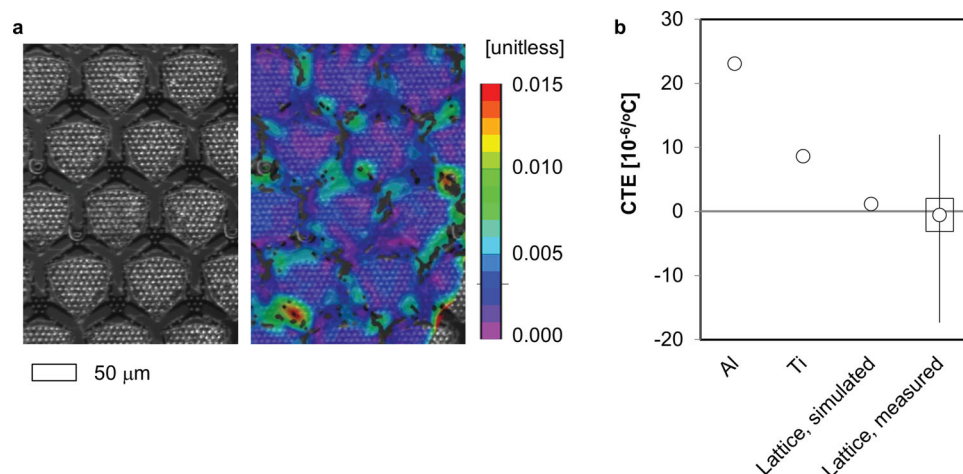 a
[unitless]
0.015
0.010
0.005
0.000
50 μm
b
CTE [10⁻⁶/ºC]
30
20
10
0
-10
-20
Al
Ti
Lattice, simulated
Lattice, measured